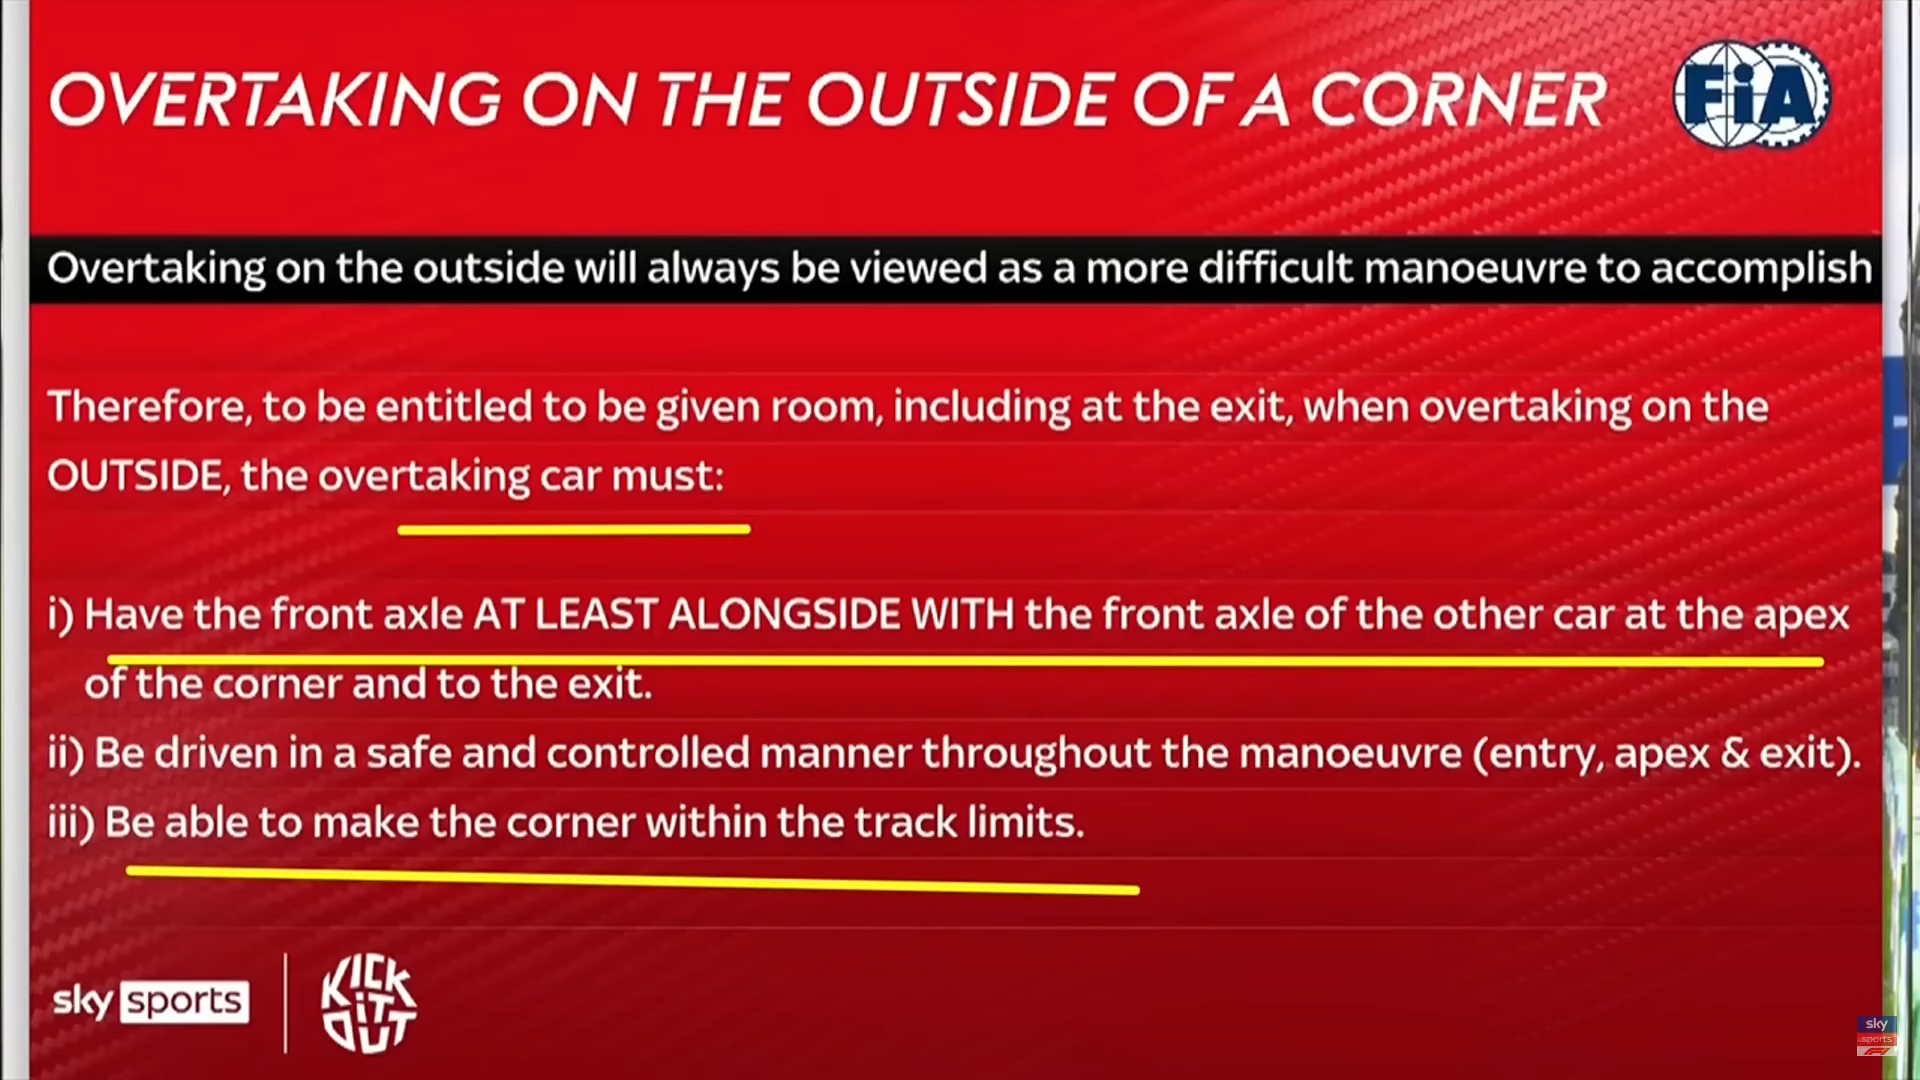 OVERTAKING ON THE OUTSIDE OF A CORNER
FiA
Overtaking on the outside will always be viewed as a more difficult manoeuvre to accomplish
Therefore, to be entitled to be given room, including at the exit, when overtaking on the
OUTSIDE, the overtaking car must:
i) Have the front axle AT LEAST ALONGSIDE WITH the front axle of the other car at the apex
of the corner and to the exit.
ii) Be driven in a safe and controlled manner throughout the manoeuvre (entry, apex & exit).
iii) Be able to make the corner within the track limits.
sky sports
KICK
iT
OUT
sky
sports
F1